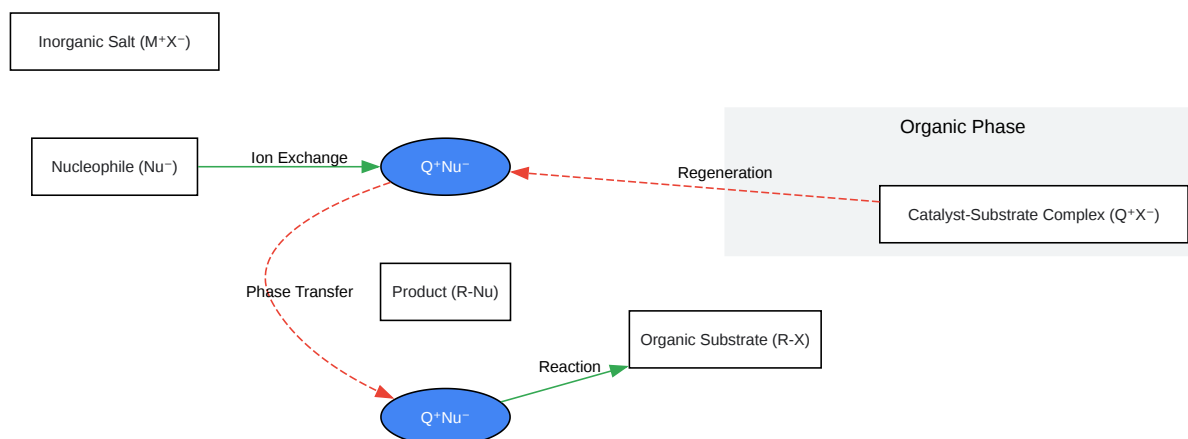 Inorganic Salt (M⁺X⁻)
Organic Phase
Nucleophile (Nu⁻)
Ion Exchange
Q⁺Nu⁻
Regeneration
Catalyst-Substrate Complex (Q⁺X⁻)
Phase Transfer
Product (R-Nu)
Organic Substrate (R-X)
Reaction
Q⁺Nu⁻